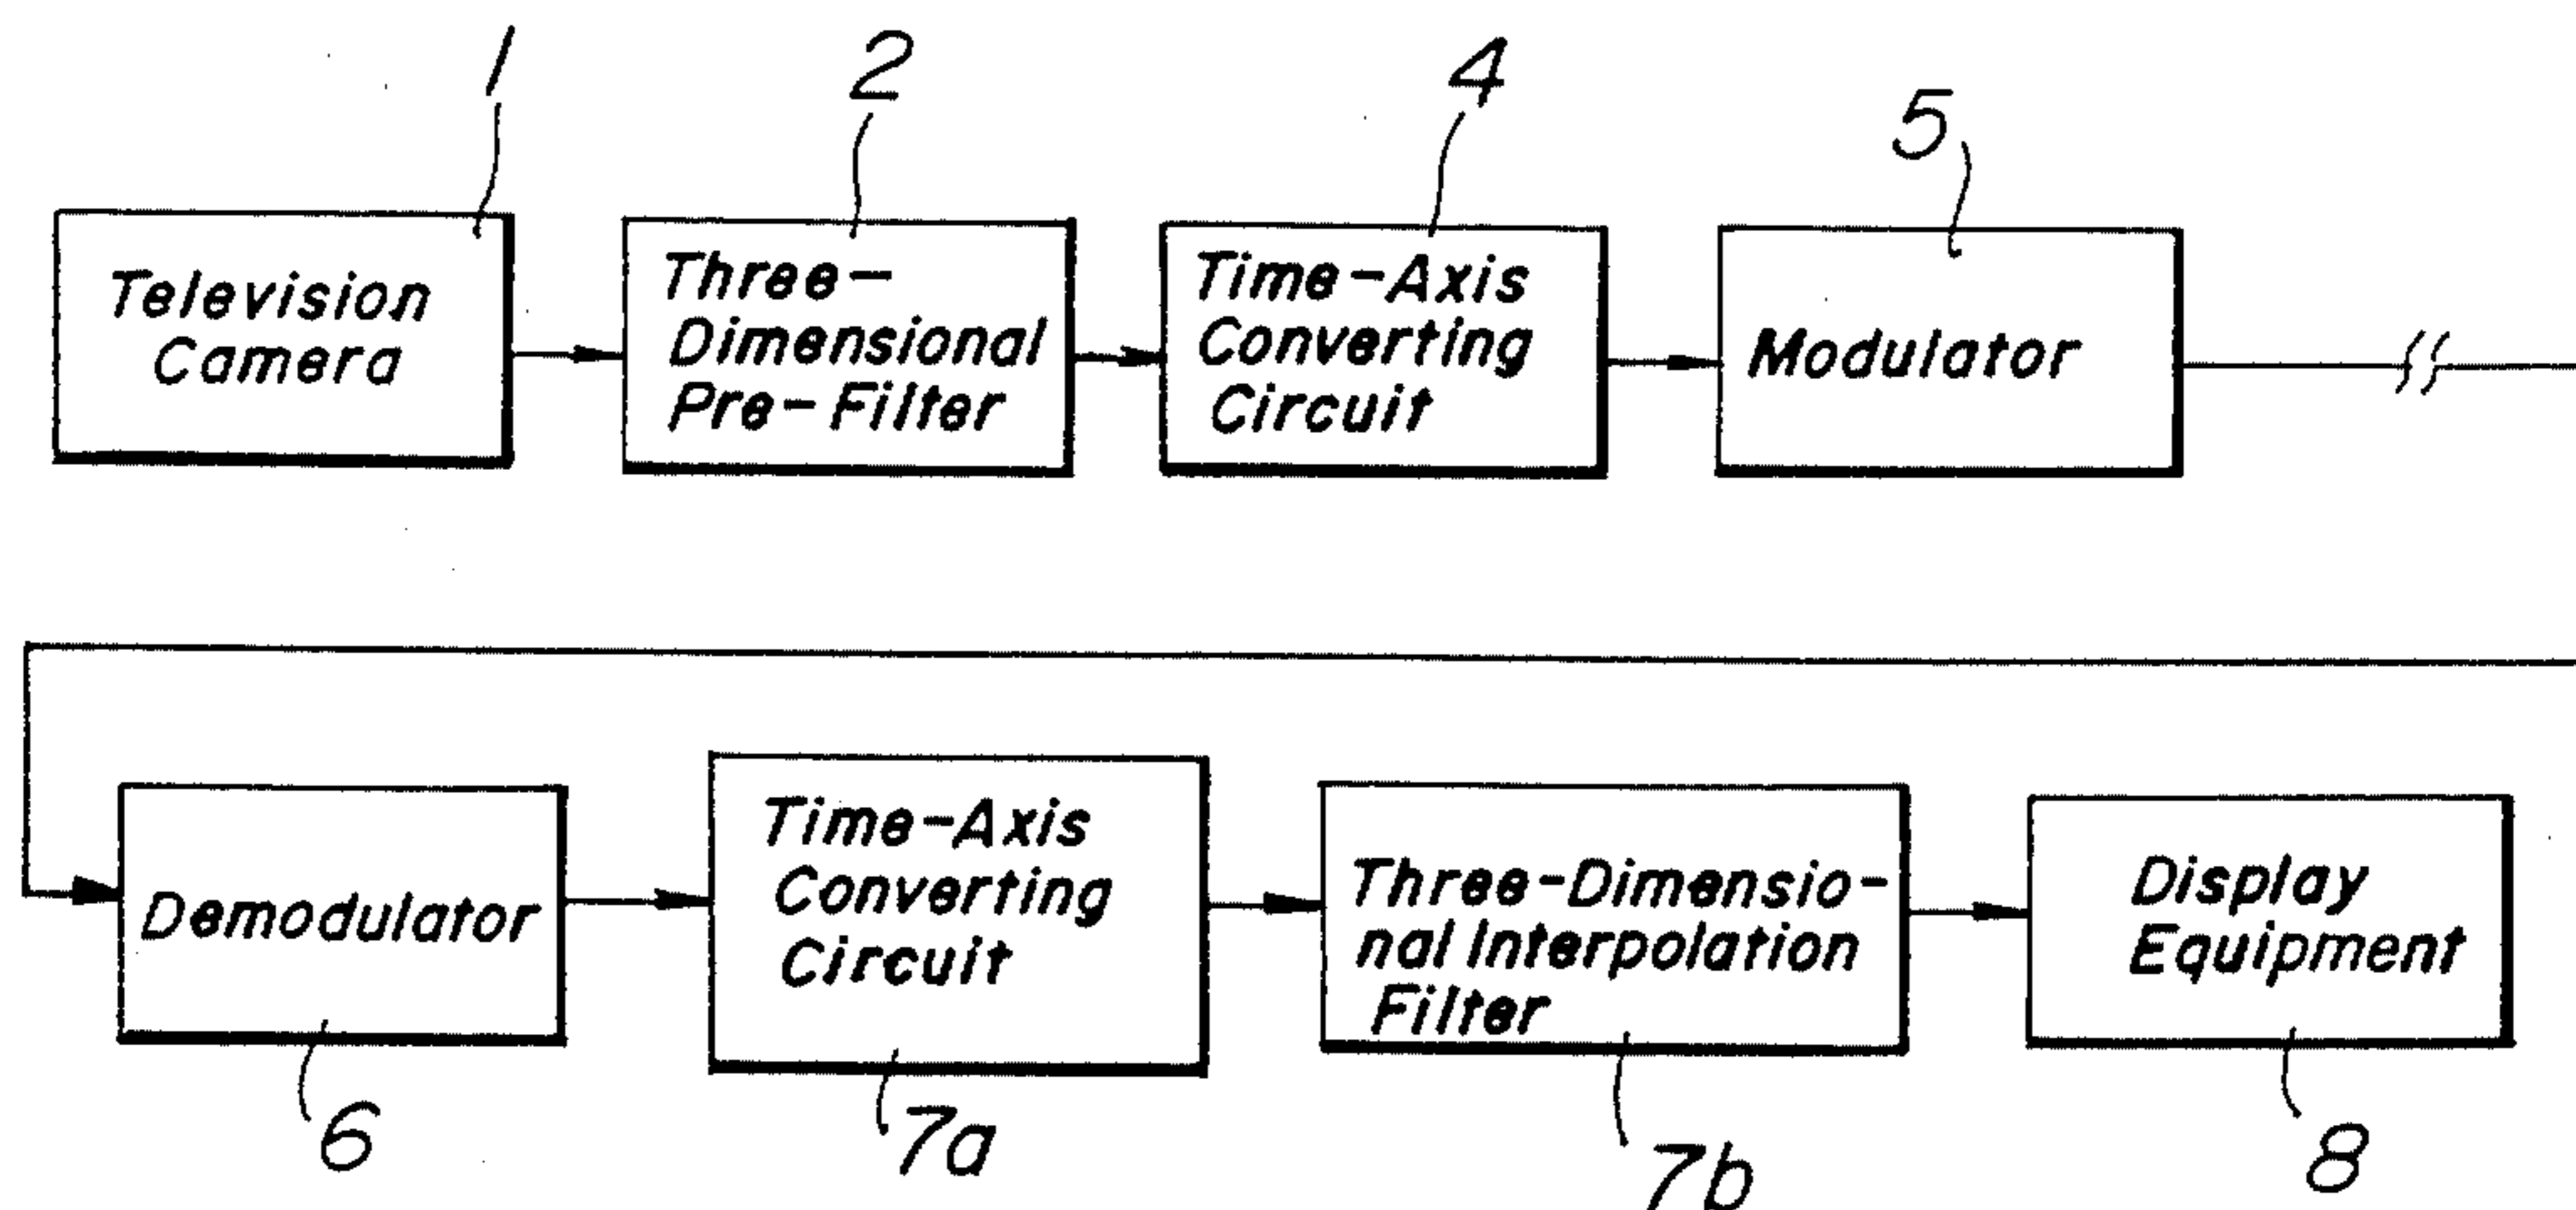 1
2
4
5
Television
Camera
Three-
Dimensional
Pre-Filter
Time-Axis
Converting
Circuit
Modulator
Demodulator
Time-Axis
Converting
Circuit
Three-Dimensio-
nal Interpolation
Filter
Display
Equipment
6
7a
7b
8